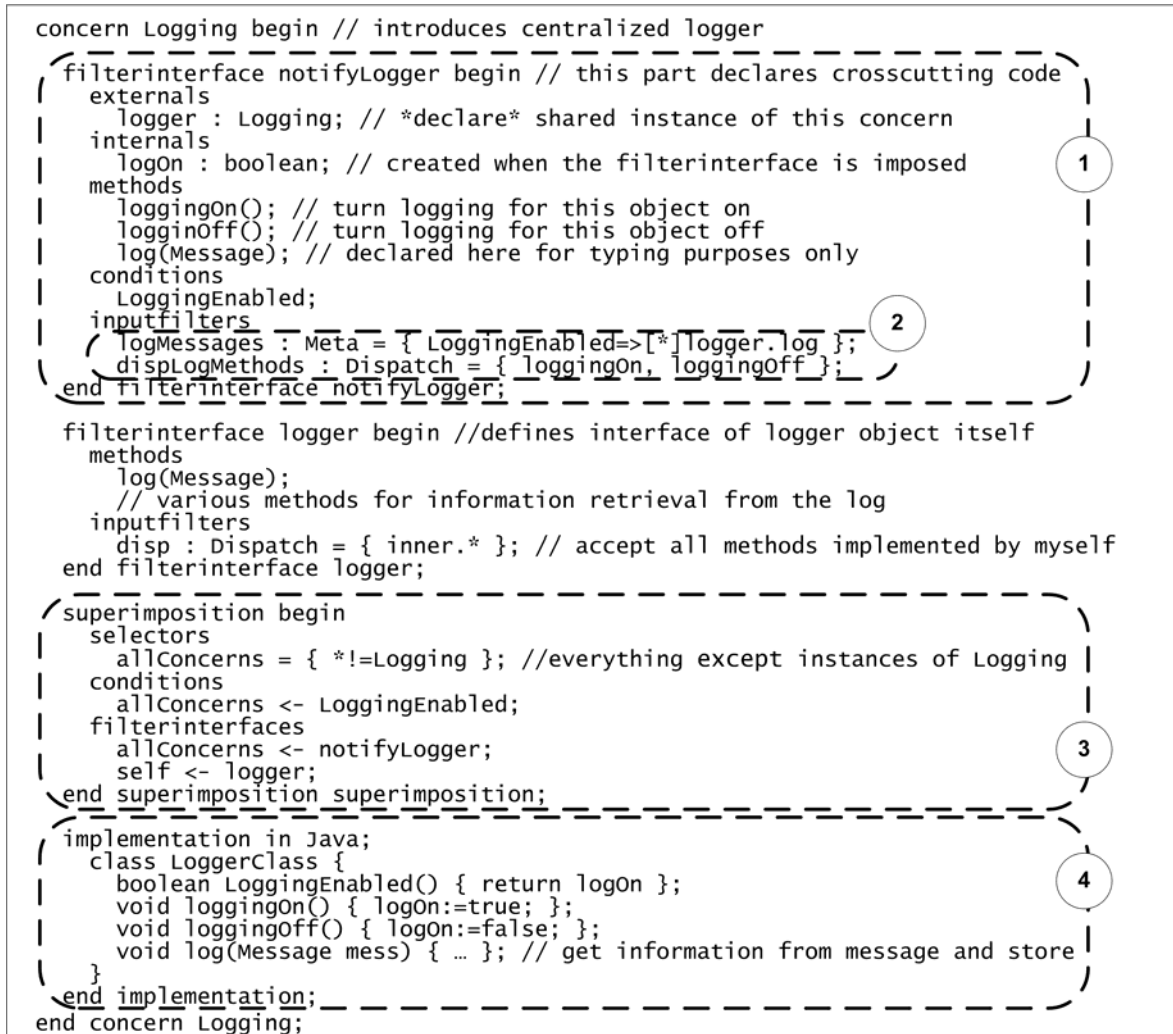 concern Logging begin // introduces centralized logger
filterinterface notifyLogger begin // this part declares crosscutting code
externals
logger : Logging; // *declare* shared instance of this concern
internals
logOn : boolean; // created when the filterinterface is imposed
1
methods
loggingOn(); // turn logging for this object on
logginOff(); // turn logging for this object off
log(Message); // declared here for typing purposes only
conditions
LoggingEnabled;
inputfilters
2
logMessages : Meta = { LoggingEnabled=>[*]logger.log };
dispLogMethods : Dispatch = { loggingOn, loggingOff };
end filterinterface notifyLogger;
filterinterface logger begin //defines interface of logger object itself
methods
log(Message);
// various methods for information retrieval from the log
inputfilters
disp : Dispatch = { inner.* }; // accept all methods implemented by myself
end filterinterface logger;
superimposition begin
selectors
allConcerns = { *!=Logging }; //everything except instances of Logging
conditions
allConcerns <- LoggingEnabled;
filterinterfaces
allConcerns <- notifyLogger;
3
self <- logger;
end superimposition superimposition;
implementation in Java;
class LoggerClass {
boolean LoggingEnabled() { return logOn };
4
void loggingOn() { logOn:=true; };
void loggingOff() { logOn:=false; };
void log(Message mess) { … }; // get information from message and store
}
end implementation;
end concern Logging;